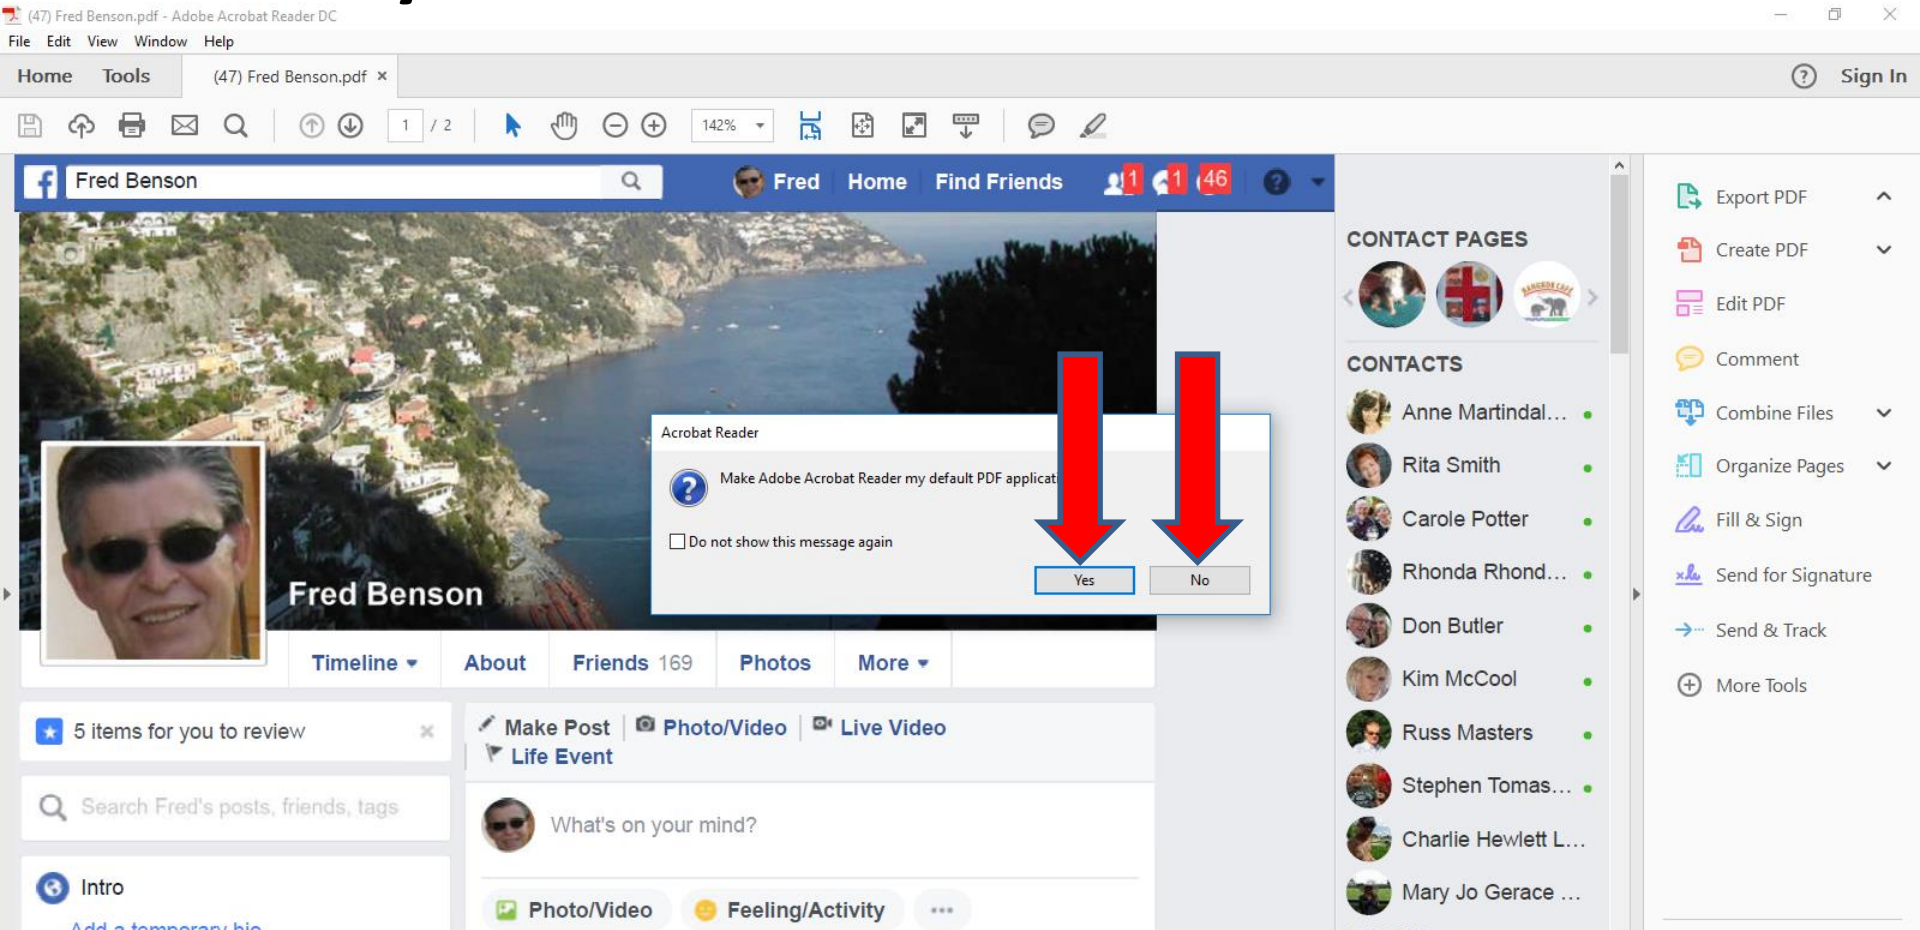 (47) Fred Benson.pdf - Adobe Acrobat Reader DC
File Edit View Window Help
Home Tools (47) Fred Benson.pdf ×
? Sign In
1 / 2 142%
Fred Benson
Fred Home Find Friends 1 1 46 ?
Export PDF
Create PDF
Edit PDF
Comment
Combine Files
Organize Pages
Fill & Sign
Send for Signature
Send & Track
More Tools
CONTACT PAGES
BANGKOK CAFE
CONTACTS
Anne Martindal...
Rita Smith
Carole Potter
Rhonda Rhond...
Don Butler
Kim McCool
Russ Masters
Stephen Tomas...
Charlie Hewlett L...
Mary Jo Gerace ...
Acrobat Reader
Make Adobe Acrobat Reader my default PDF applicati
Do not show this message again
Yes No
Fred Benson
Timeline About Friends 169 Photos More
5 items for you to review
Search Fred's posts, friends, tags
Intro
Add a temporary bio
Make Post Photo/Video Live Video
Life Event
What's on your mind?
Photo/Video Feeling/Activity ...